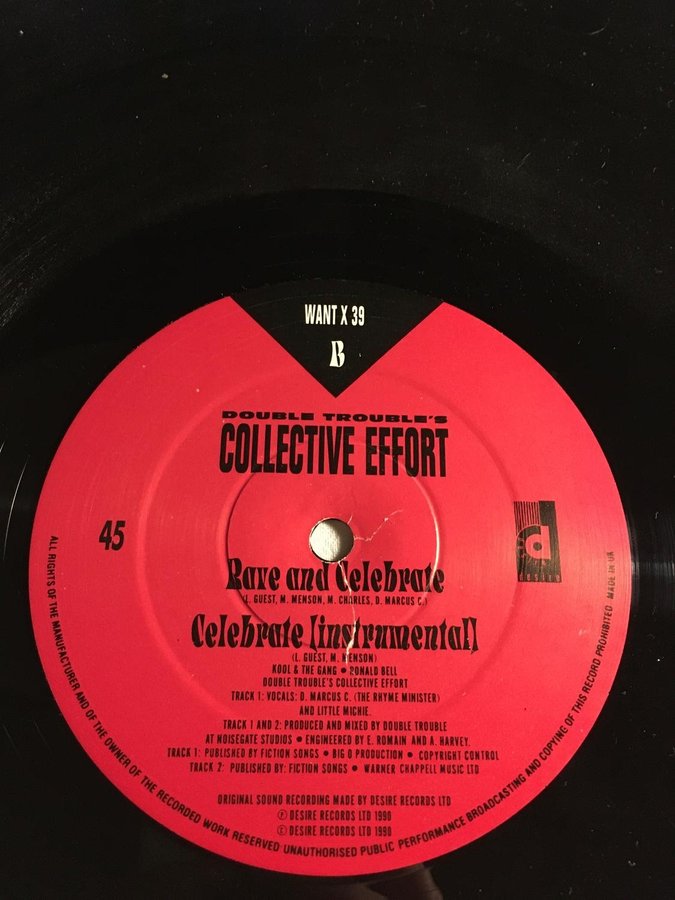 WANT X 39
B
DOUBLE TROUBLE'S
COLLECTIVE EFFORT
45
d
desire
Rave and Celebrate
(L. GUEST, M. MENSON, M. CHARLES, D. MARCUS C.)
Celebrate [instrumental]
(L. GUEST, M. MENSON)
KOOL & THE GANG • RONALD BELL
DOUBLE TROUBLE'S COLLECTIVE EFFORT
TRACK 1: VOCALS: D. MARCUS C. (THE RHYME MINISTER)
AND LITTLE MICHIE.
TRACK 1 AND 2: PRODUCED AND MIXED BY DOUBLE TROUBLE
AT NOISEGATE STUDIOS • ENGINEERED BY E. ROMAIN AND A. HARVEY.
TRACK 1: PUBLISHED BY FICTION SONGS • BIG O PRODUCTION • COPYRIGHT CONTROL
TRACK 2: PUBLISHED BY: FICTION SONGS • WARNER CHAPPELL MUSIC LTD
ORIGINAL SOUND RECORDING MADE BY DESIRE RECORDS LTD
Ⓟ DESIRE RECORDS LTD 1990
© DESIRE RECORDS LTD 1990
ALL RIGHTS OF THE MANUFACTURER AND OF THE OWNER OF THE RECORDED WORK RESERVED UNAUTHORISED PUBLIC PERFORMANCE BROADCASTING AND COPYING OF THIS RECORD PROHIBITED. MADE IN UK